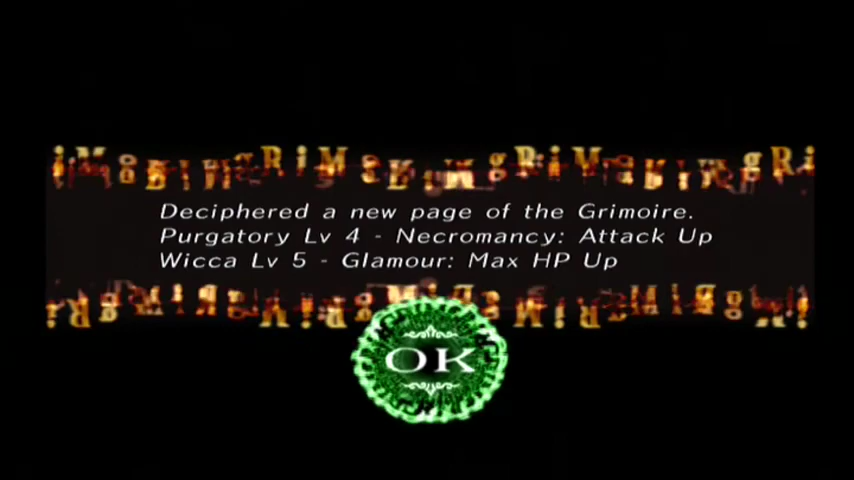 Deciphered a new page of the Grimoire.
Purgatory Lv 4 - Necromancy: Attack Up
Wicca Lv 5 - Glamour: Max HP Up
OK